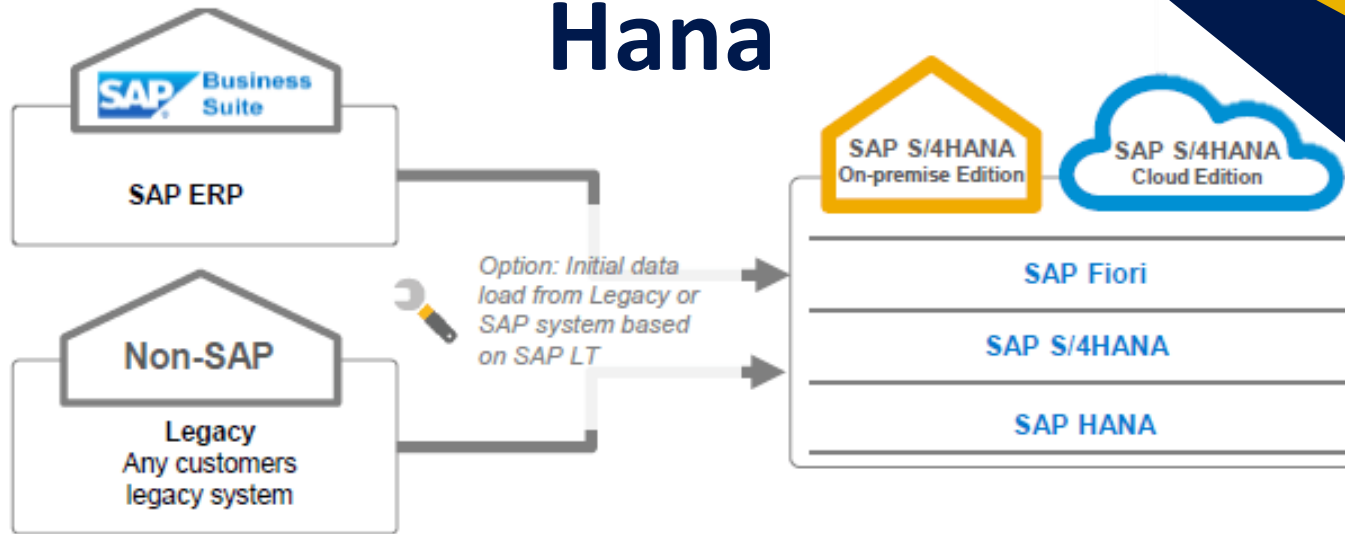 Hana
SAP Business
Suite
SAP ERP
Non-SAP
Legacy
Any customers
legacy system
Option: Initial data
load from Legacy or
SAP system based
on SAP LT
SAP S/4HANA
On-premise Edition
SAP S/4HANA
Cloud Edition
SAP Fiori
SAP S/4HANA
SAP HANA